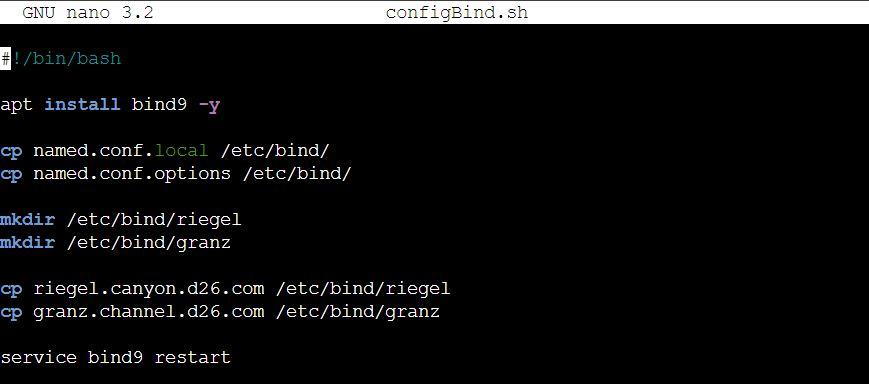 GNU nano 3.2 configBind.sh
#!/bin/bash
apt install bind9 -y
cp named.conf.local /etc/bind/
cp named.conf.options /etc/bind/
mkdir /etc/bind/riegel
mkdir /etc/bind/granz
cp riegel.canyon.d26.com /etc/bind/riegel
cp granz.channel.d26.com /etc/bind/granz
service bind9 restart